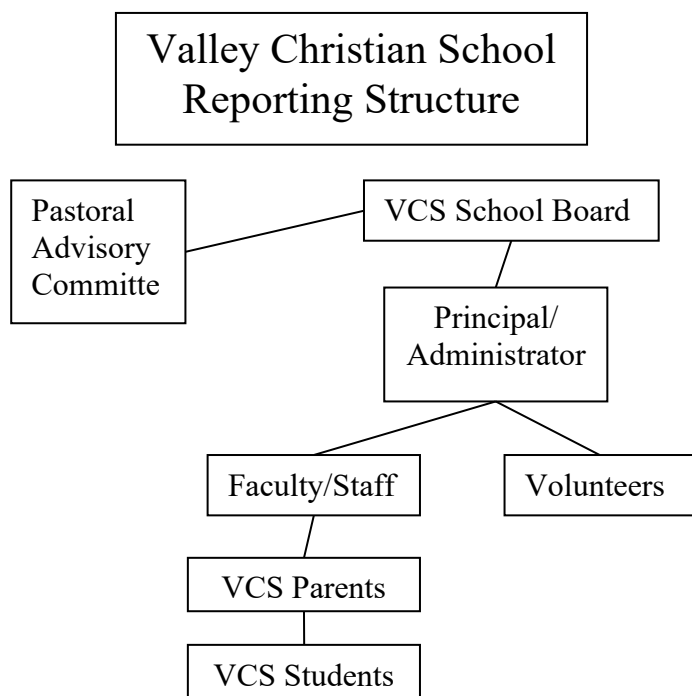 Valley Christian School
Reporting Structure
Pastoral
Advisory
Committe
VCS School Board
Principal/
Administrator
Faculty/Staff
Volunteers
VCS Parents
VCS Students